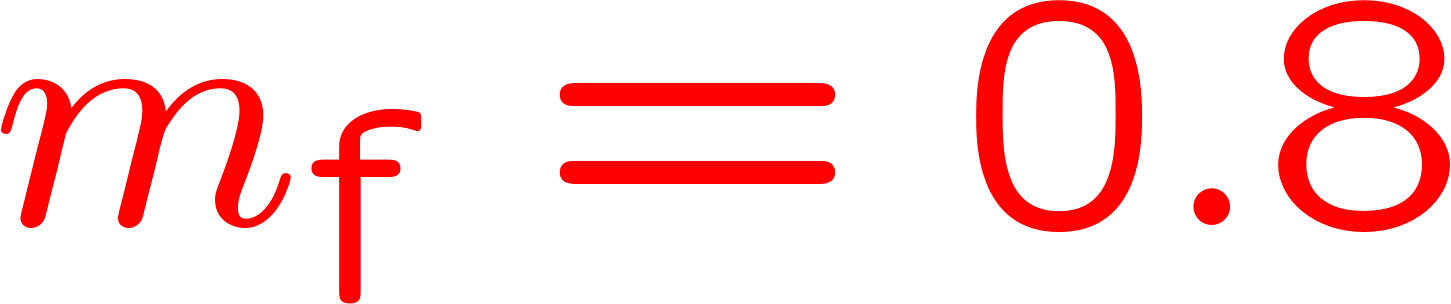 m_f = 0.8